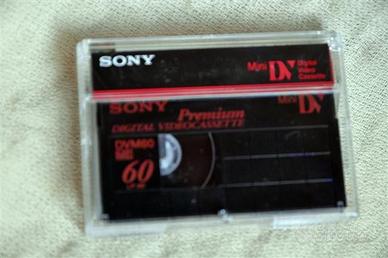 SONY
Mini DV Digital Video Cassette
SONY Mini DV
Premium
DIGITAL VIDEOCASSETTE
DVM60
60